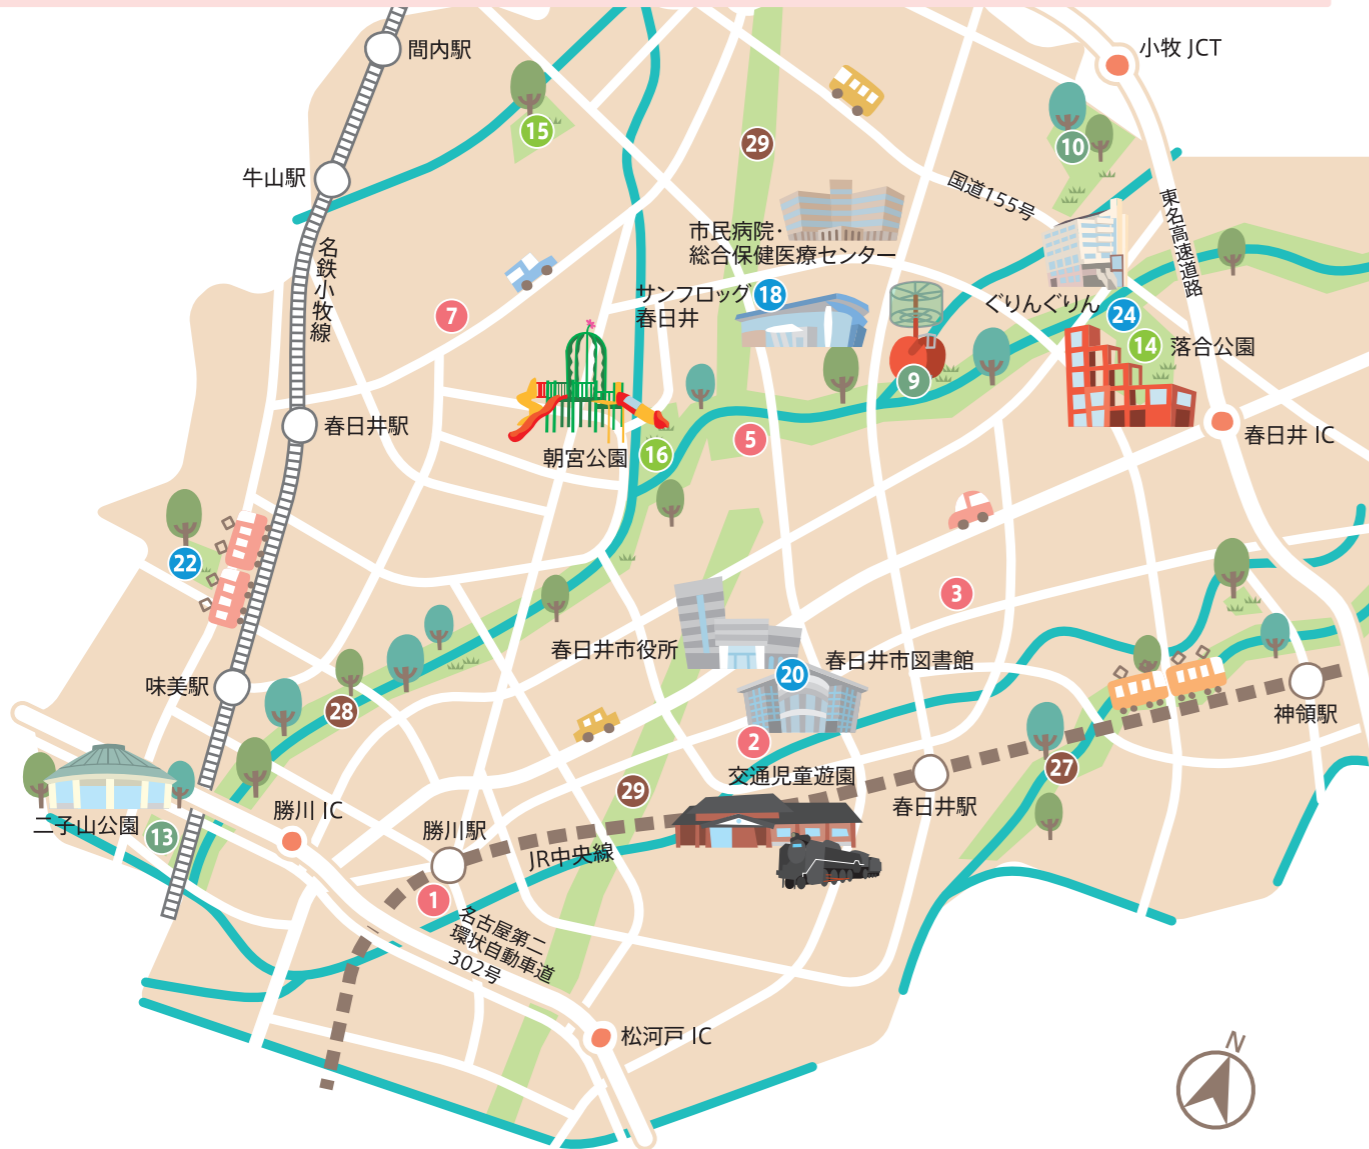 間内駅
小牧 JCT
15
29
10
牛山駅
国道155号
東名高速道路
市民病院・
総合保健医療センター
名鉄小牧線
サンフロッグ
春日井
18
ぐりんぐりん
24
7
14
落合公園
9
春日井駅
5
春日井 IC
朝宮公園
16
22
3
春日井市役所
春日井市図書館
20
味美駅
28
神領駅
2
27
交通児童遊園
29
春日井駅
二子山公園
13
勝川 IC
勝川駅
JR中央線
1
名古屋第二
環状自動車道
302号
松河戸 IC
N